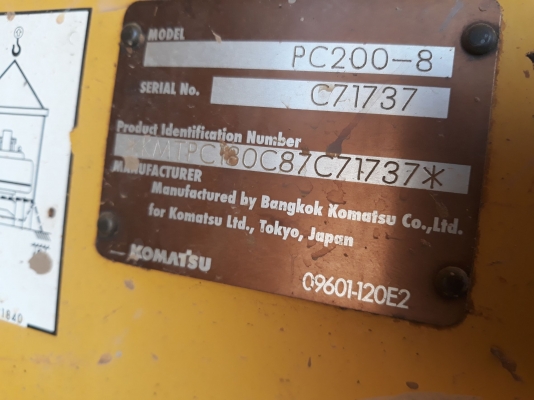 MODEL
PC200-8
SERIAL No.
C71737
Product Identification Number
MANUFACTURER
Manufactured by Bangkok Komatsu Co.,Ltd.
for Komatsu Ltd., Tokyo, Japan
KOMATSU
09601-120E2